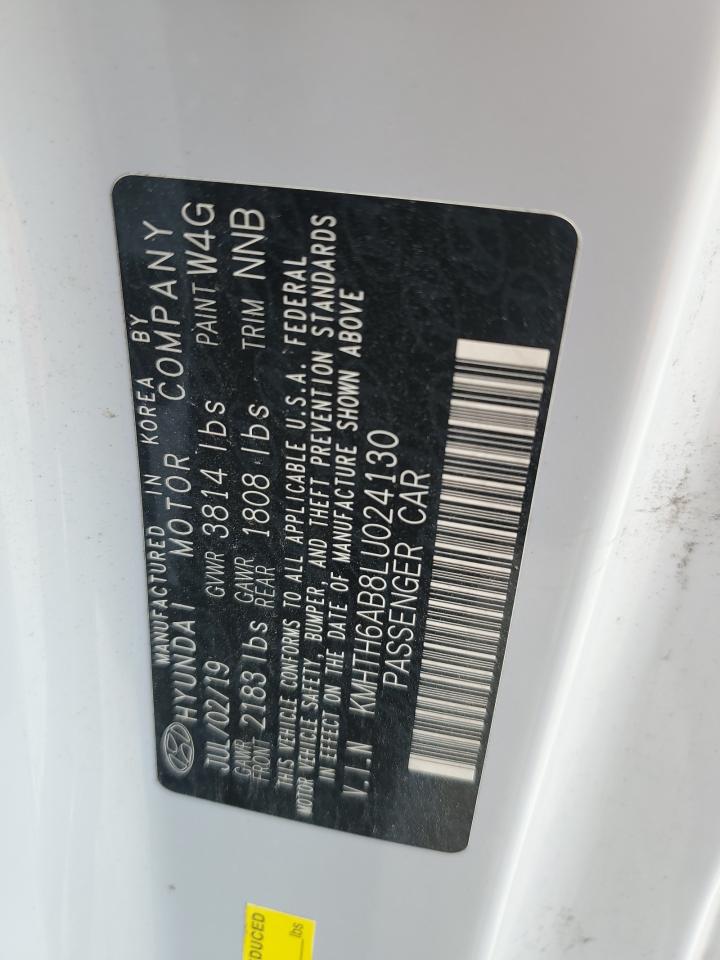 MANUFACTURED IN KOREA BY
HYUNDAI MOTOR COMPANY
JUL/02/19 GVWR 3814 lbs PAINT W4G
GAWR FRONT 2183 lbs GAWR REAR 1808 lbs TRIM NNB
THIS VEHICLE CONFORMS TO ALL APPLICABLE U.S.A. FEDERAL
MOTOR VEHICLE SAFETY, BUMPER, AND THEFT PREVENTION STANDARDS
IN EFFECT ON THE DATE OF MANUFACTURE SHOWN ABOVE
V.I.N KMHTH6AB8LU024130
PASSENGER CAR
lbs